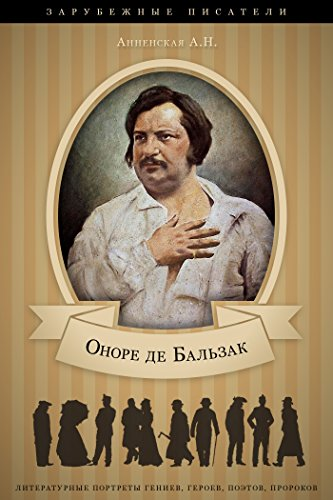 ЗАРУБЕЖНЫЕ ПИСАТЕЛИ
Анненская А.Н.
Оноре де Бальзак
ЛИТЕРАТУРНЫЕ ПОРТРЕТЫ ГЕНИЕВ, ГЕРОЕВ, ПОЭТОВ, ПРОРОКОВ